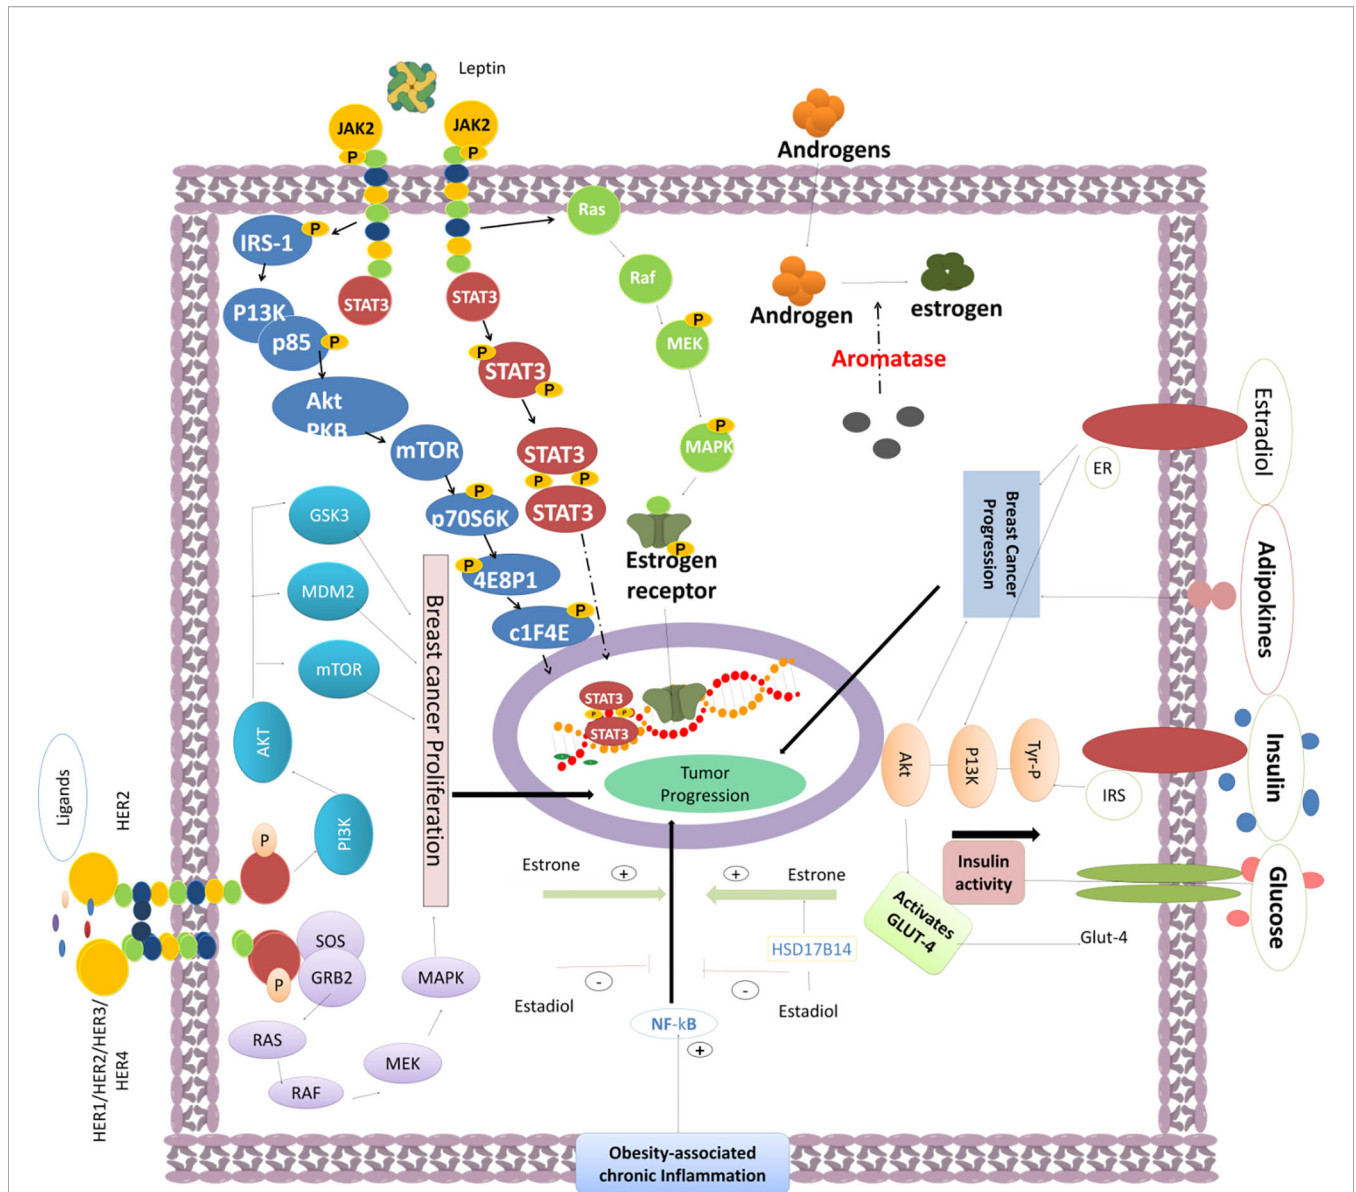 Leptin
JAK2
JAK2
P
P
Androgens
Ras
IRS-1
P
Raf
Androgen
estrogen
STAT3
STAT3
P13K
p85
P
MEK
P
Aromatase
STAT3
P
P
Akt
PKB
mTOR
MAPK
P
STAT3
P
P
STAT3
p70S6K
P
Estrogen
receptor
P
4E8P1
P
c1F4E
P
GSK3
MDM2
mTOR
AKT
PI3K
Breast cancer Proliferation
STAT3
P
P
STAT3
Tumor
Progression
Estradiol
ER
Breast Cancer
Progression
Adipokines
Akt
P13K
Tyr-P
IRS
Insulin
Insulin
activity
Glucose
Activates
GLUT-4
Glut-4
Ligands
HER2
P
P
SOS
GRB2
HER1/HER2/HER3/
HER4
RAS
RAF
MEK
MAPK
Estrone
+
+
Estrone
HSD17B14
Estadiol
-
-
Estadiol
NF-kB
+
Obesity-associated
chronic Inflammation